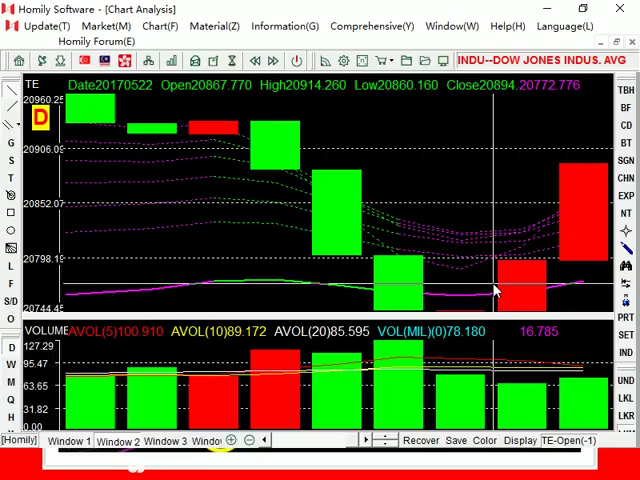 Homily Software - [Chart Analysis]
Update(T) Market(M) Chart(F) Material(Z) Information(G) Comprehensive(Y) Window(W) Help(H) Language(L)
Homily Forum(E)
INDU--DOW JONES INDUS. AVG
TE Date20170522 Open20867.770 High20914.260 Low20860.160 Close20894. 20772.776
20960.25
D
20906.09
20852.07
20798.19
20744.45
VOLUME AVOL(5)100.910 AVOL(10)89.172 AVOL(20)85.595 VOL(MIL)(0)78.180 16.785
127.29
95.47
63.65
31.82
0.00
G
S
T
L
F
S/D
O
D
W
M
Q
H
Y
TBH
BF
CD
BT
SGN
CHN
EXP
NT
PRT
SET
IND
UND
LKL
LKR
[Homily] Window 1 Window 2 Window 3 Windo Recover Save Color Display TE-Open(-1)